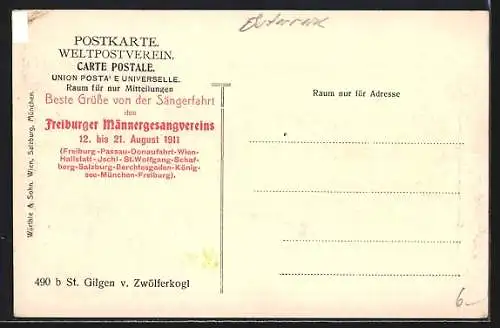 Österreich
POSTKARTE.
WELTPOSTVEREIN.
CARTE POSTALE.
UNION POSTALE UNIVERSELLE.
Raum für nur Mitteilungen
Beste Grüße von der Sängerfahrt
des
Freiburger Männergesangvereins
12. bis 21. August 1911
(Freiburg-Passau-Donaufahrt-Wien-
Hallstatt-Jschl-St.Wolfgang-Schaf-
berg-Salzburg-Berchtesgaden-König-
see-München-Freiburg).
Raum nur für Adresse
Würthle & Sohn, Wien, Salzburg, München.
490 b St. Gilgen v. Zwölferkogl
6.-